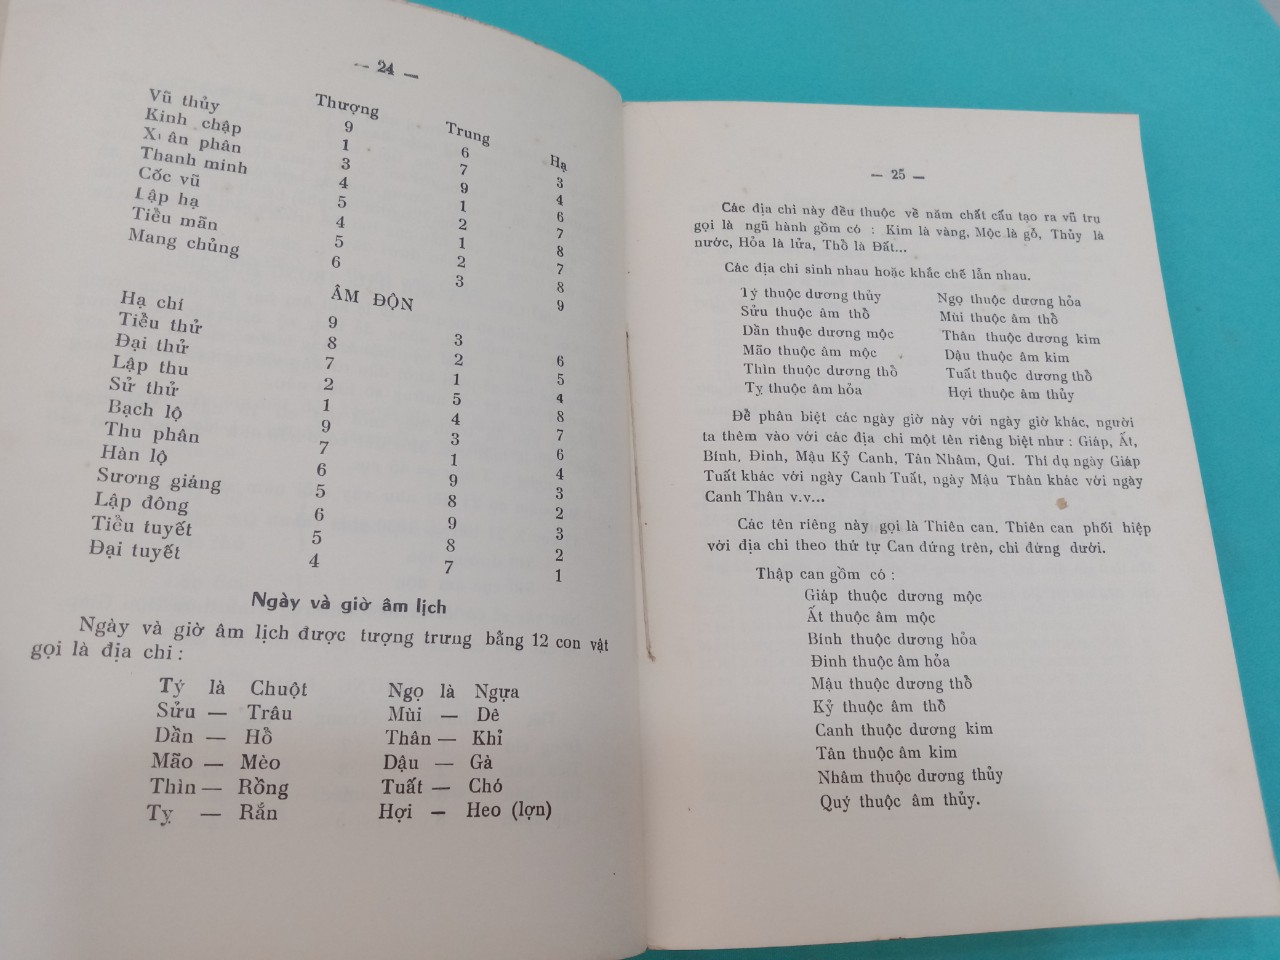 — 24 —
Thượng Trung Hạ
Vũ thủy 9 6 3
Kinh chập 1 7 4
Xuân phân 3 9 6
Thanh minh 4 1 7
Cốc vũ 5 2 8
Lập hạ 4 1 7
Tiều mãn 5 2 8
Mang chủng 6 3 9
ÂM ĐỘN
Hạ chí 9 3 6
Tiều thử 8 2 5
Đại thử 7 1 4
Lập thu 2 5 8
Sử thử 1 4 7
Bạch lộ 9 3 6
Thu phân 7 1 4
Hàn lộ 6 9 3
Sương giáng 5 8 2
Lập đông 6 9 3
Tiều tuyết 5 8 2
Đại tuyết 4 7 1
Ngày và giờ âm lịch
Ngày và giờ âm lịch được tượng trưng bằng 12 con vật
gọi là địa chi :
Tý là Chuột Ngọ là Ngựa
Sửu — Trâu Mùi — Dê
Dần — Hồ Thân — Khỉ
Mão — Mèo Dậu — Gà
Thìn — Rồng Tuất — Chó
Tỵ — Rắn Hợi — Heo (lợn)
— 25 —
Các địa chi này đều thuộc về năm chất cấu tạo ra vũ trụ
gọi là ngũ hành gồm có : Kim là vàng, Mộc là gỗ, Thủy là
nước, Hỏa là lửa, Thồ là Đất...
Các địa chi sinh nhau hoặc khắc chế lẫn nhau.
Tý thuộc dương thủy Ngọ thuộc dương hỏa
Sửu thuộc âm thồ Mùi thuộc âm thồ
Dần thuộc dương mộc Thân thuộc dương kim
Mão thuộc âm mộc Dậu thuộc âm kim
Thìn thuộc dương thồ Tuất thuộc dương thồ
Tỵ thuộc âm hỏa Hợi thuộc âm thủy
Đề phân biệt các ngày giờ này với ngày giờ khác, người
ta thêm vào với các địa chi một tên riêng biệt như : Giáp, Ất,
Bính, Đinh, Mậu Kỷ Canh, Tân Nhâm, Quí. Thí dụ ngày Giáp
Tuất khác với ngày Canh Tuất, ngày Mậu Thân khác với ngày
Canh Thân v.v...
Các tên riêng này gọi là Thiên can. Thiên can phối hiệp
với địa chi theo thứ tự Can đứng trên, chi đứng dưới.
Thập can gồm có :
Giáp thuộc dương mộc
Ất thuộc âm mộc
Bính thuộc dương hỏa
Đinh thuộc âm hỏa
Mậu thuộc dương thồ
Kỷ thuộc âm thồ
Canh thuộc dương kim
Tân thuộc âm kim
Nhâm thuộc dương thủy
Quý thuộc âm thủy.